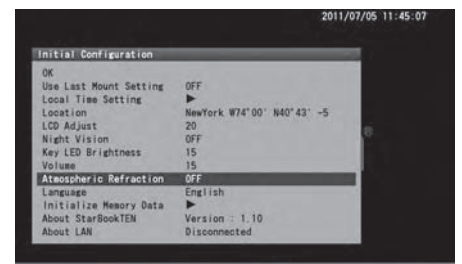 2011/07/05 11:45:07
Initial Configuration
OK
Use Last Mount Setting OFF
Local Time Setting ▶
Location NewYork W74°00' N40°43' -5
LCD Adjust 20
Night Vision OFF
Key LED Brightness 15
Volume 15
Atmospheric Refraction OFF
Language English
Initialize Memory Data ▶
About StarBookTEN Version : 1.10
About LAN Disconnected